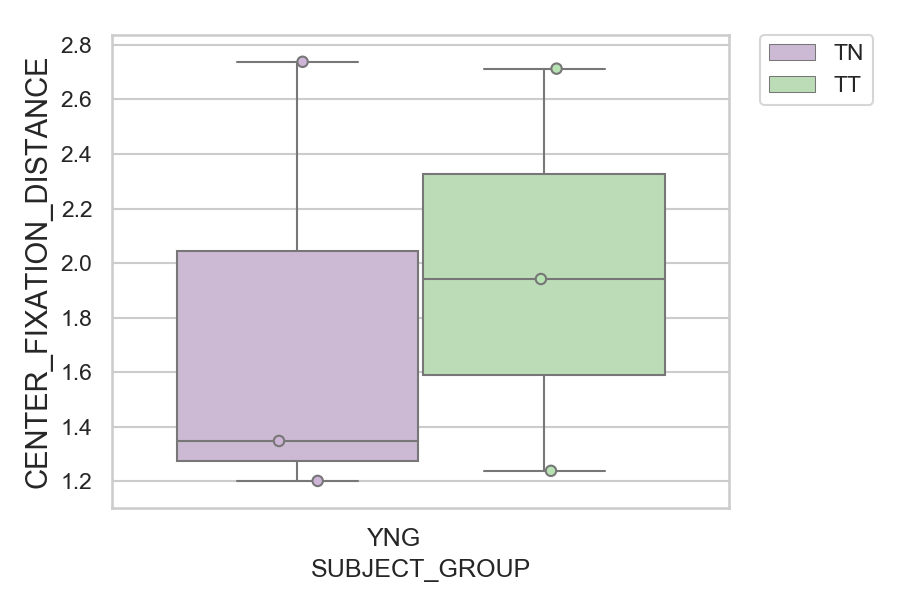 CENTER_FIXATION_DISTANCE
2.8
2.6
2.4
2.2
2.0
1.8
1.6
1.4
1.2
YNG
SUBJECT_GROUP
TN
TT